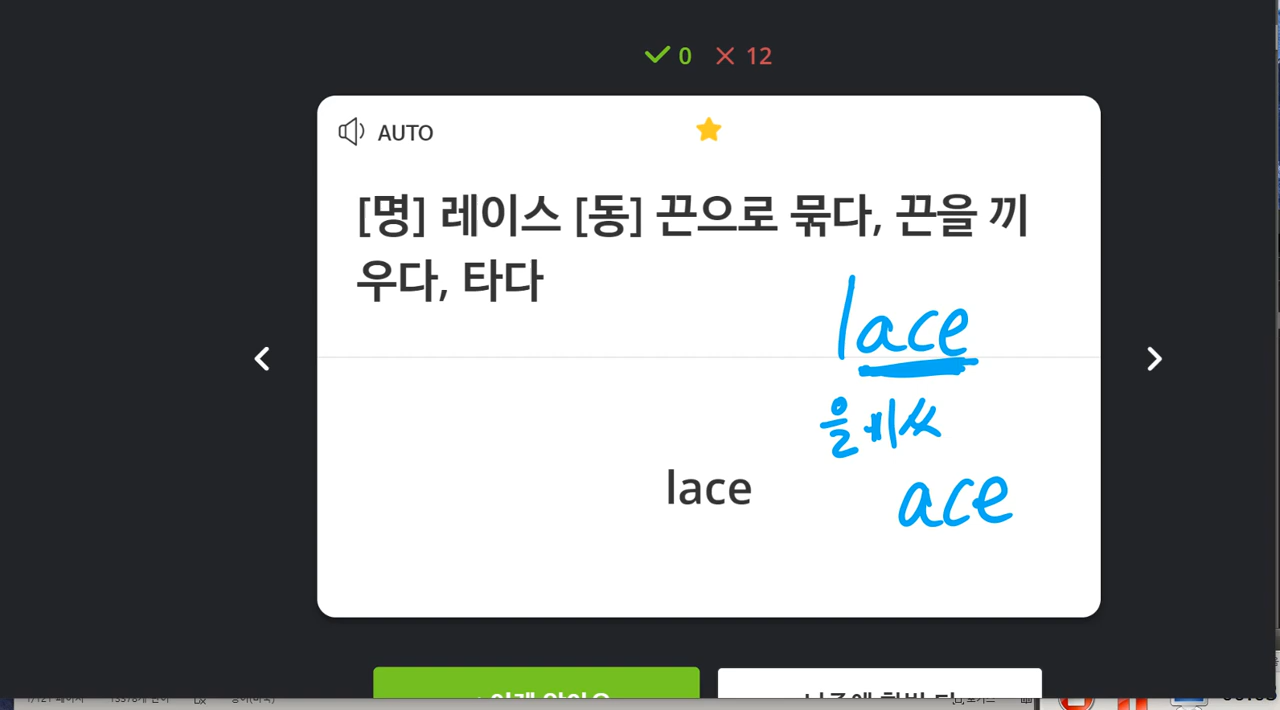 0 12
AUTO
[명] 레이스 [동] 끈으로 묶다, 끈을 끼
우다, 타다
lace
을케쓰
lace
ace